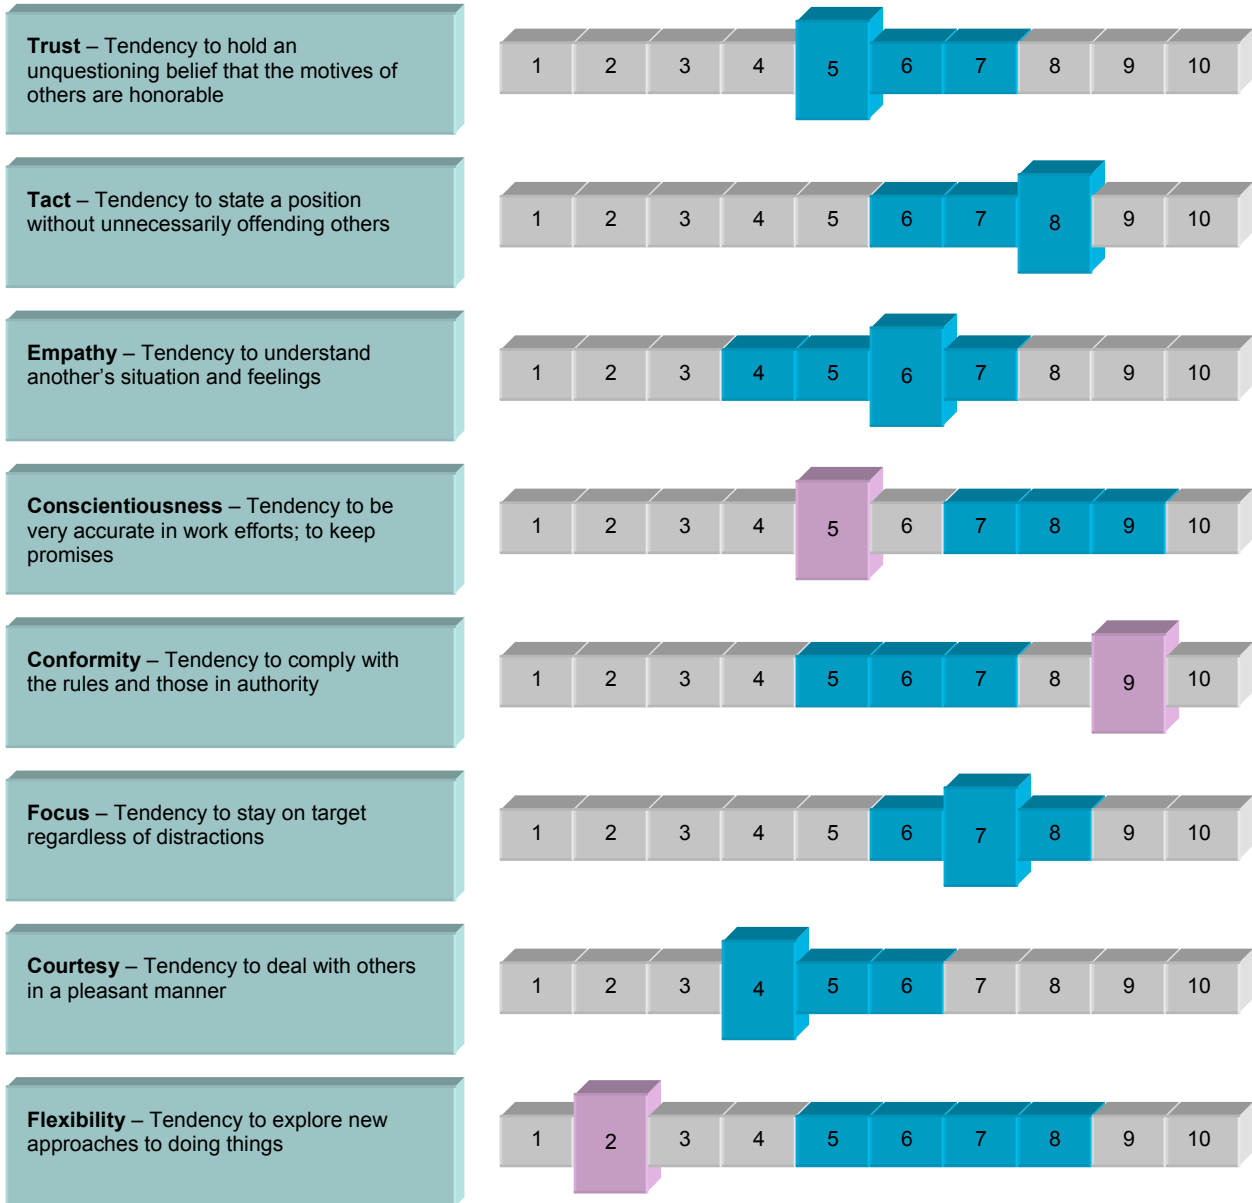 Trust – Tendency to hold an
unquestioning belief that the motives of
others are honorable
1 2 3 4 5 6 7 8 9 10
Tact – Tendency to state a position
without unnecessarily offending others
1 2 3 4 5 6 7 8 9 10
Empathy – Tendency to understand
another’s situation and feelings
1 2 3 4 5 6 7 8 9 10
Conscientiousness – Tendency to be
very accurate in work efforts; to keep
promises
1 2 3 4 5 6 7 8 9 10
Conformity – Tendency to comply with
the rules and those in authority
1 2 3 4 5 6 7 8 9 10
Focus – Tendency to stay on target
regardless of distractions
1 2 3 4 5 6 7 8 9 10
Courtesy – Tendency to deal with others
in a pleasant manner
1 2 3 4 5 6 7 8 9 10
Flexibility – Tendency to explore new
approaches to doing things
1 2 3 4 5 6 7 8 9 10